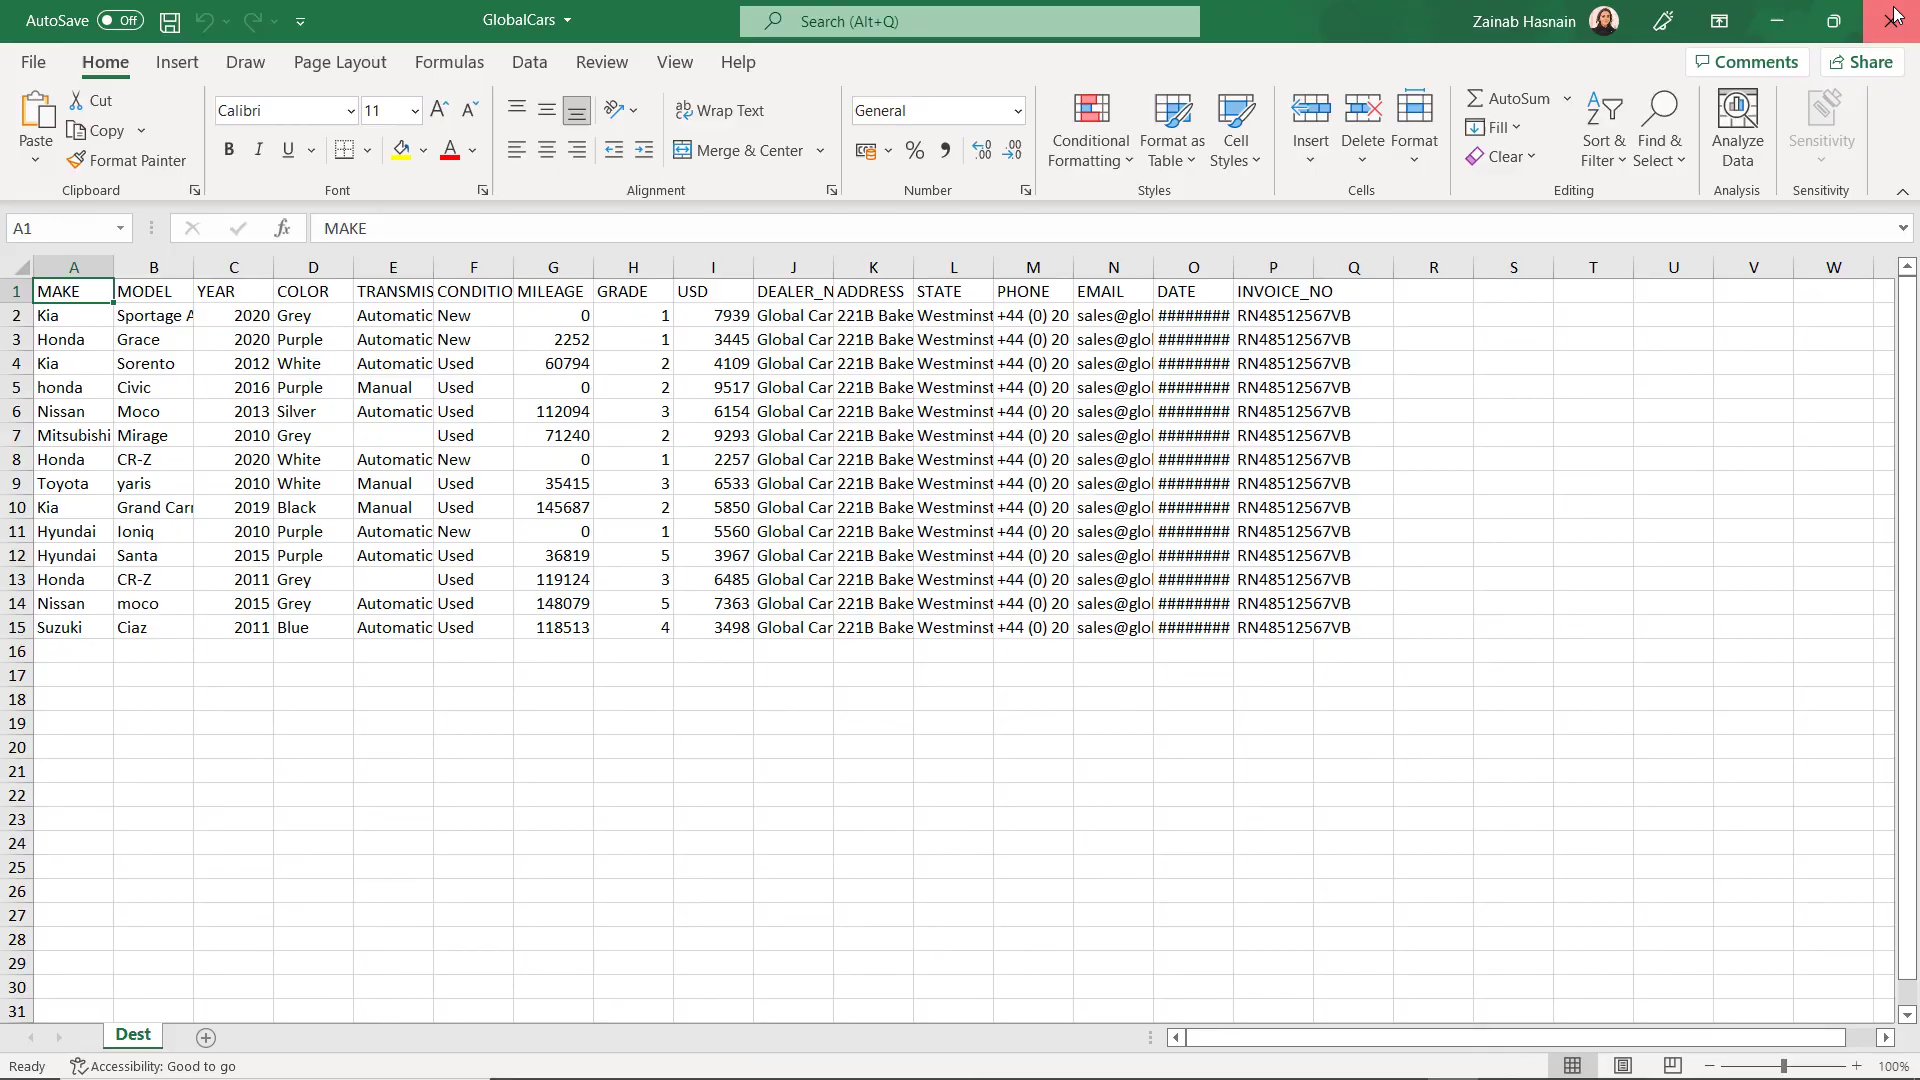 AutoSave Off GlobalCars Search (Alt+Q) Zainab Hasnain
File Home Insert Draw Page Layout Formulas Data Review View Help Comments Share
Paste Cut Copy Format Painter Clipboard
Calibri 11 B I U A Font
Wrap Text Merge & Center Alignment
General % Number
Conditional Formatting Format as Table Cell Styles Styles
Insert Delete Format Cells
AutoSum Fill Clear Sort & Filter Find & Select Editing
Analyze Data Analysis
Sensitivity Sensitivity
A1 fx MAKE
A B C D E F G H I J K L M N O P Q R S T U V W
1 MAKE MODEL YEAR COLOR TRANSMIS CONDITIO MILEAGE GRADE USD DEALER_N ADDRESS STATE PHONE EMAIL DATE INVOICE_NO
2 Kia Sportage A 2020 Grey Automatic New 0 1 7939 Global Car 221B Bake Westminst +44 (0) 20 sales@glo ######## RN48512567VB
3 Honda Grace 2020 Purple Automatic New 2252 1 3445 Global Car 221B Bake Westminst +44 (0) 20 sales@glo ######## RN48512567VB
4 Kia Sorento 2012 White Automatic Used 60794 2 4109 Global Car 221B Bake Westminst +44 (0) 20 sales@glo ######## RN48512567VB
5 honda Civic 2016 Purple Manual Used 0 2 9517 Global Car 221B Bake Westminst +44 (0) 20 sales@glo ######## RN48512567VB
6 Nissan Moco 2013 Silver Automatic Used 112094 3 6154 Global Car 221B Bake Westminst +44 (0) 20 sales@glo ######## RN48512567VB
7 Mitsubishi Mirage 2010 Grey Used 71240 2 9293 Global Car 221B Bake Westminst +44 (0) 20 sales@glo ######## RN48512567VB
8 Honda CR-Z 2020 White Automatic New 0 1 2257 Global Car 221B Bake Westminst +44 (0) 20 sales@glo ######## RN48512567VB
9 Toyota yaris 2010 White Manual Used 35415 3 6533 Global Car 221B Bake Westminst +44 (0) 20 sales@glo ######## RN48512567VB
10 Kia Grand Carn 2019 Black Manual Used 145687 2 5850 Global Car 221B Bake Westminst +44 (0) 20 sales@glo ######## RN48512567VB
11 Hyundai Ioniq 2010 Purple Automatic New 0 1 5560 Global Car 221B Bake Westminst +44 (0) 20 sales@glo ######## RN48512567VB
12 Hyundai Santa 2015 Purple Automatic Used 36819 5 3967 Global Car 221B Bake Westminst +44 (0) 20 sales@glo ######## RN48512567VB
13 Honda CR-Z 2011 Grey Used 119124 3 6485 Global Car 221B Bake Westminst +44 (0) 20 sales@glo ######## RN48512567VB
14 Nissan moco 2015 Grey Automatic Used 148079 5 7363 Global Car 221B Bake Westminst +44 (0) 20 sales@glo ######## RN48512567VB
15 Suzuki Ciaz 2011 Blue Automatic Used 118513 4 3498 Global Car 221B Bake Westminst +44 (0) 20 sales@glo ######## RN48512567VB
16
17
18
19
20
21
22
23
24
25
26
27
28
29
30
31
Dest
Ready Accessibility: Good to go 100%